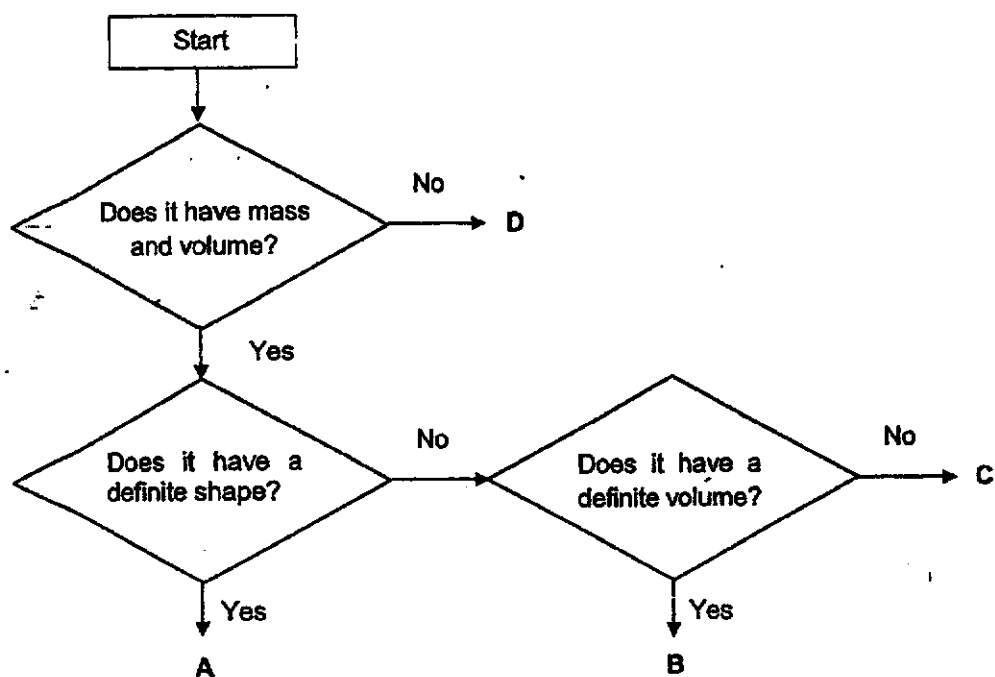 Start
Does it have mass
and volume?
No
D
Yes
Does it have a
definite shape?
No
Does it have a
definite volume?
No
C
Yes
A
Yes
B